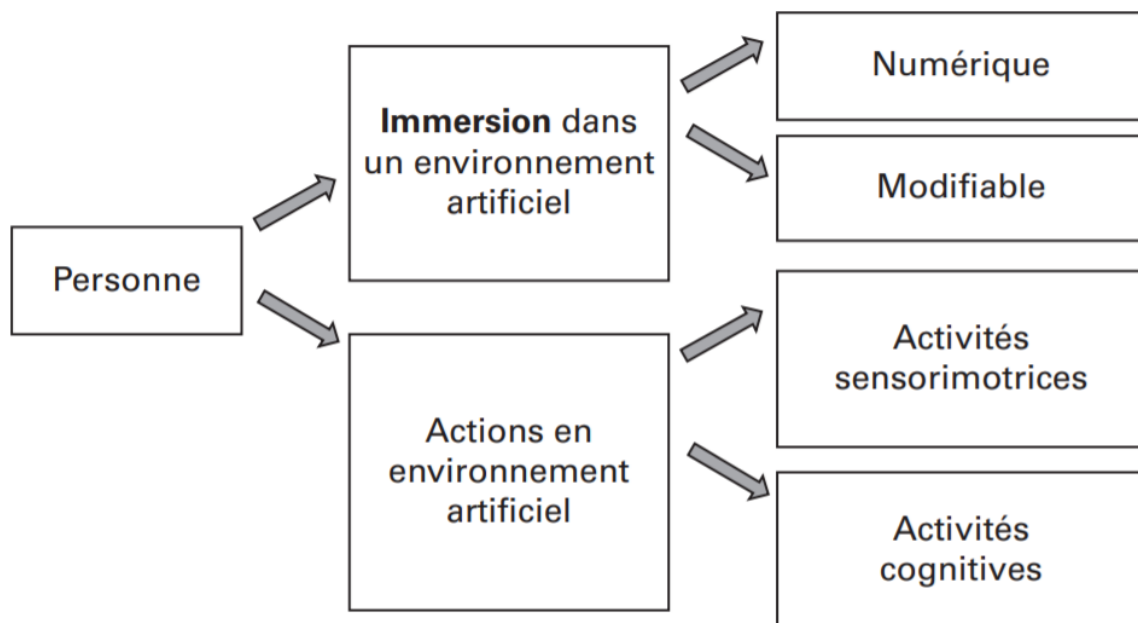 Personne
Immersion dans
un environnement
artificiel
Actions en
environnement
artificiel
Numérique
Modifiable
Activités
sensorimotrices
Activités
cognitives